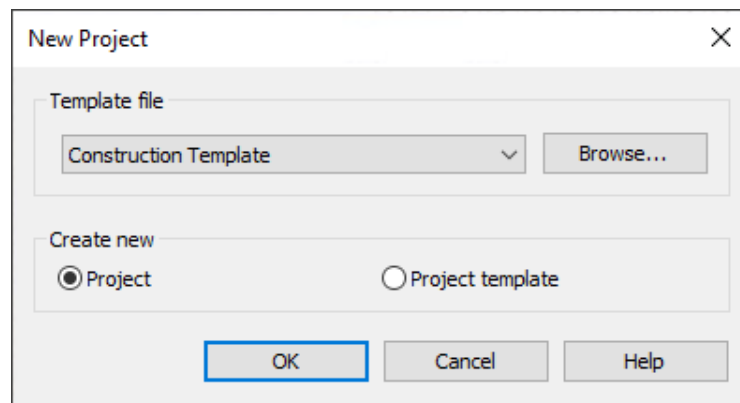 New Project
Template file
Construction Template
Browse...
Create new
Project
Project template
OK
Cancel
Help